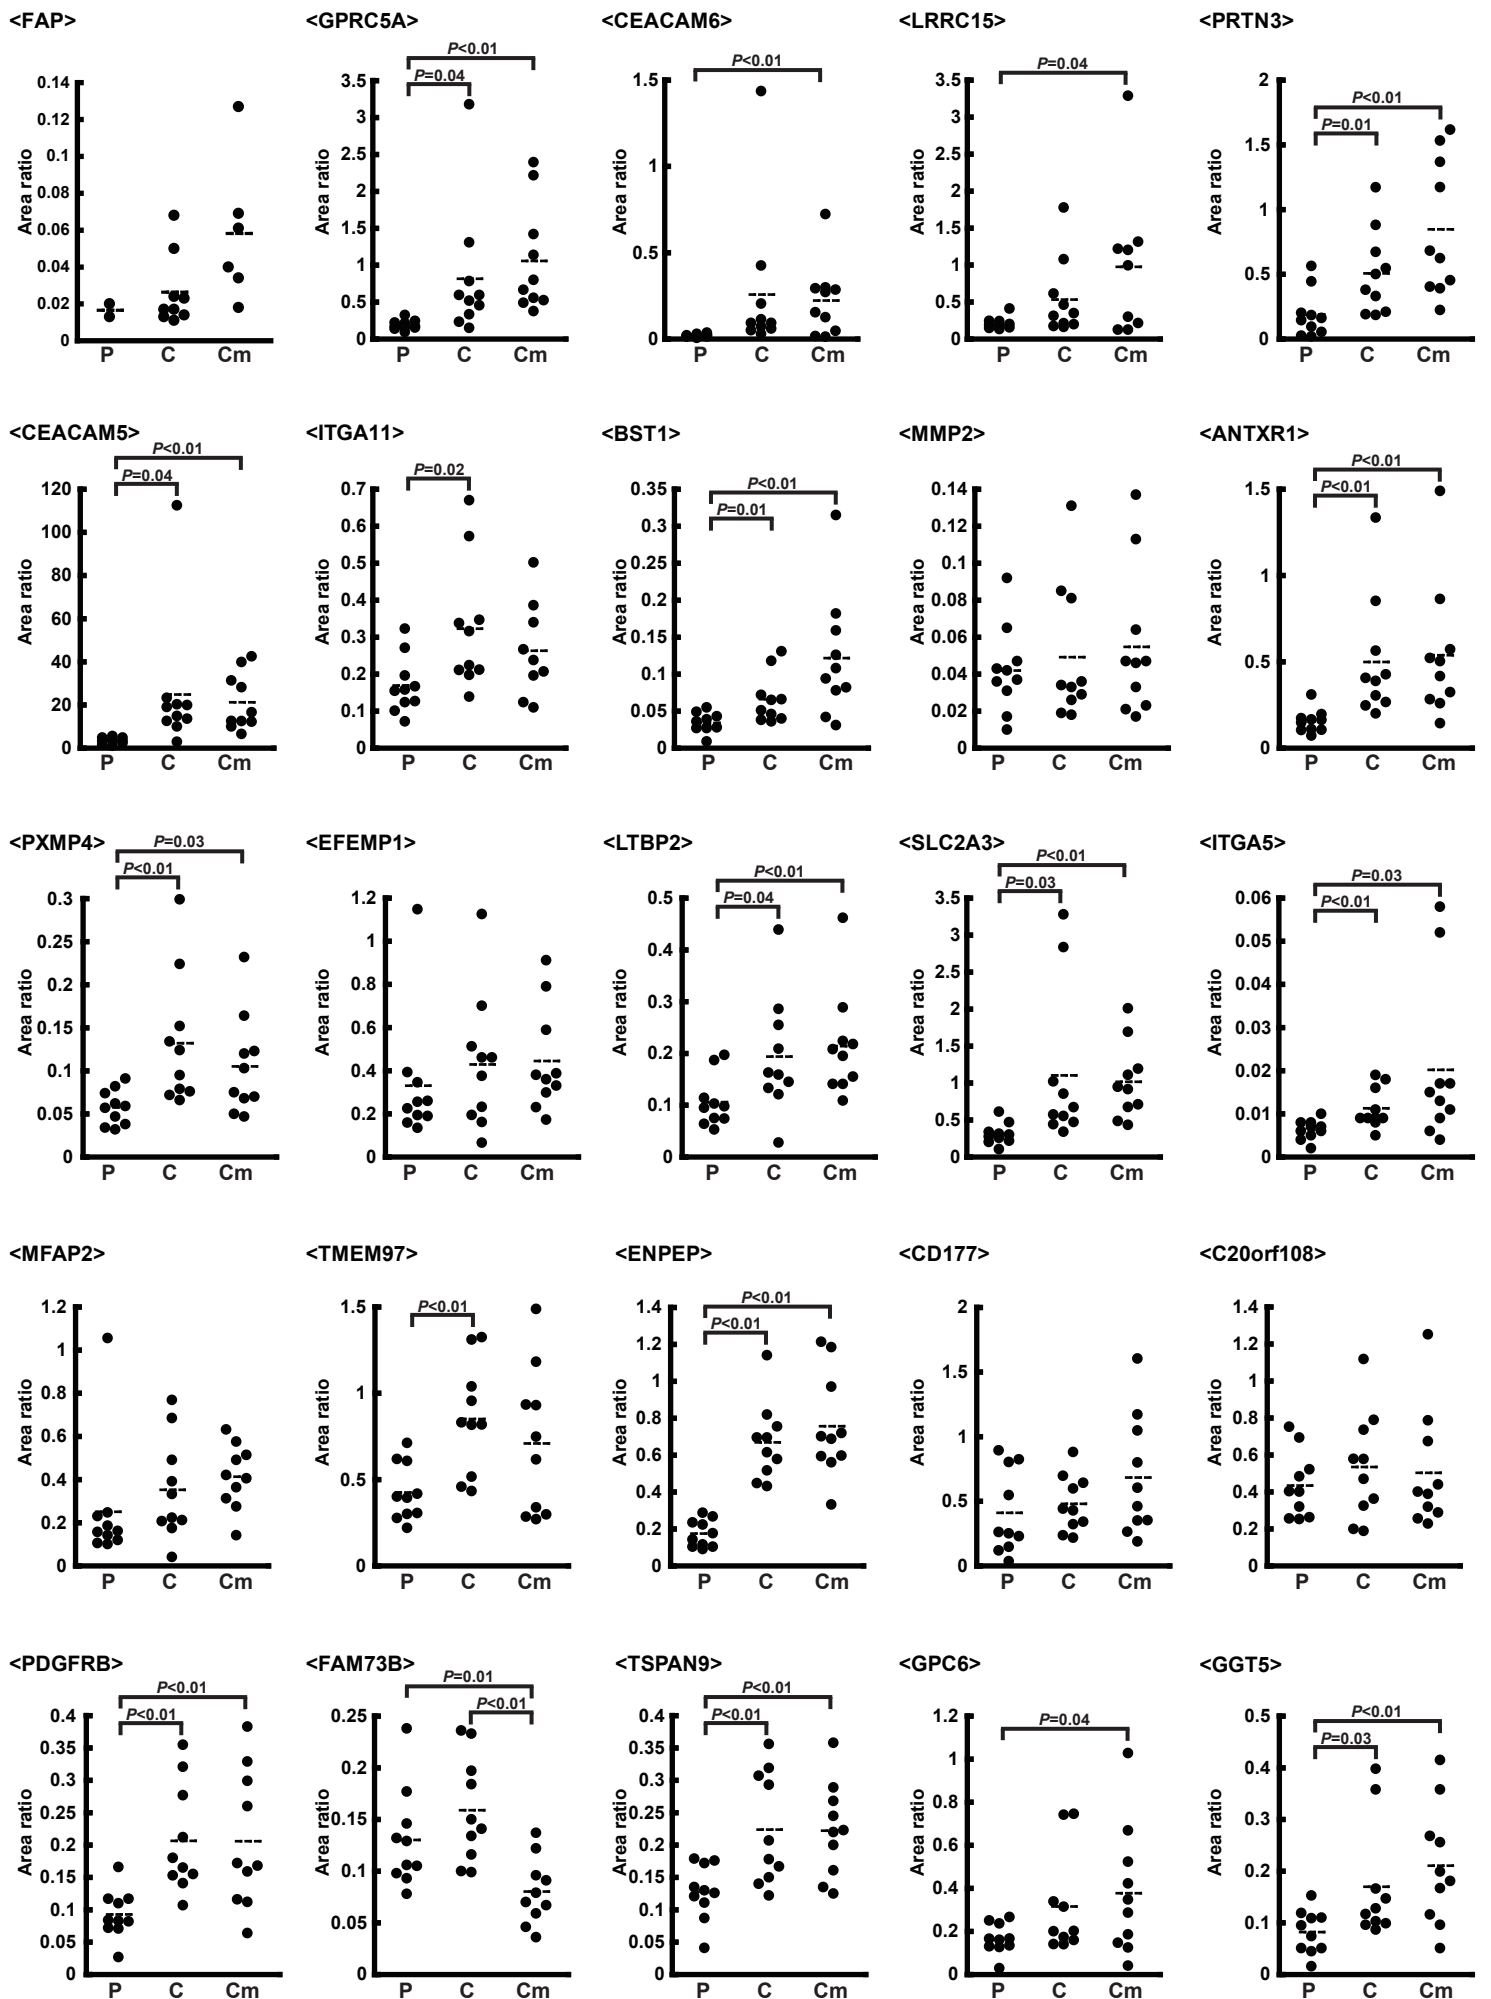 <FAP> <GPRC5A> <CEACAM6> <LRRC15> <PRTN3>
P<0.01 P<0.01 P=0.04 P<0.01
P=0.04 P=0.01
Area ratio 0.14 0.12 0.1 0.08 0.06 0.04 0.02 0
P C Cm
Area ratio 3.5 3 2.5 2 1.5 1 0.5 0
P C Cm
Area ratio 1.5 1 0.5 0
P C Cm
Area ratio 3.5 3 2.5 2 1.5 1 0.5 0
P C Cm
Area ratio 2 1.5 1 0.5 0
P C Cm
<CEACAM5> <ITGA11> <BST1> <MMP2> <ANTXR1>
P<0.01 P=0.02 P<0.01 P<0.01
P=0.04 P=0.01 P<0.01
Area ratio 120 100 80 60 40 20 0
P C Cm
Area ratio 0.7 0.6 0.5 0.4 0.3 0.2 0.1 0
P C Cm
Area ratio 0.35 0.3 0.25 0.2 0.15 0.1 0.05 0
P C Cm
Area ratio 0.14 0.12 0.1 0.08 0.06 0.04 0.02 0
P C Cm
Area ratio 1.5 1 0.5 0
P C Cm
<PXMP4> <EFEMP1> <LTBP2> <SLC2A3> <ITGA5>
P=0.03 P<0.01 P<0.01 P=0.03
P<0.01 P=0.04 P=0.03 P<0.01
Area ratio 0.3 0.25 0.2 0.15 0.1 0.05 0
P C Cm
Area ratio 1.2 1 0.8 0.6 0.4 0.2 0
P C Cm
Area ratio 0.5 0.4 0.3 0.2 0.1 0
P C Cm
Area ratio 3.5 3 2.5 2 1.5 1 0.5 0
P C Cm
Area ratio 0.06 0.05 0.04 0.03 0.02 0.01 0
P C Cm
<MFAP2> <TMEM97> <ENPEP> <CD177> <C20orf108>
P<0.01 P<0.01
P<0.01
Area ratio 1.2 1 0.8 0.6 0.4 0.2 0
P C Cm
Area ratio 1.5 1 0.5 0
P C Cm
Area ratio 1.4 1.2 1 0.8 0.6 0.4 0.2 0
P C Cm
Area ratio 2 1.5 1 0.5 0
P C Cm
Area ratio 1.4 1.2 1 0.8 0.6 0.4 0.2 0
P C Cm
<PDGFRB> <FAM73B> <TSPAN9> <GPC6> <GGT5>
P<0.01 P=0.01 P<0.01 P=0.04 P<0.01
P<0.01 P<0.01 P<0.01 P=0.03
Area ratio 0.4 0.35 0.3 0.25 0.2 0.15 0.1 0.05 0
P C Cm
Area ratio 0.25 0.2 0.15 0.1 0.05 0
P C Cm
Area ratio 0.4 0.35 0.3 0.25 0.2 0.15 0.1 0.05 0
P C Cm
Area ratio 1.2 1 0.8 0.6 0.4 0.2 0
P C Cm
Area ratio 0.5 0.4 0.3 0.2 0.1 0
P C Cm